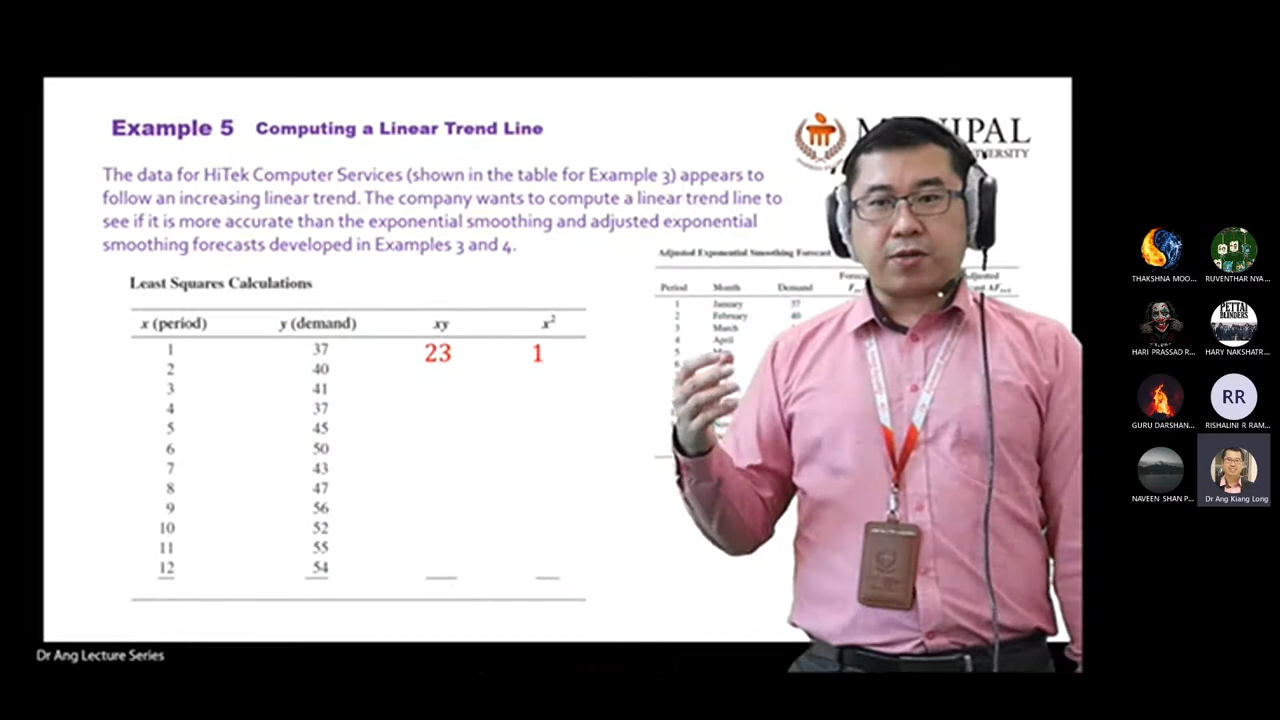 Example 5 Computing a Linear Trend Line
The data for HiTek Computer Services (shown in the table for Example 3) appears to
follow an increasing linear trend. The company wants to compute a linear trend line to
see if it is more accurate than the exponential smoothing and adjusted exponential
smoothing forecasts developed in Examples 3 and 4.
Least Squares Calculations
x (period) y (demand) xy x²
1 37 23 1
2 40
3 41
4 37
5 45
6 50
7 43
8 47
9 56
10 52
11 55
12 54
Adjusted Exponential Smoothing Forecast
Period Month Demand
1 January 37
2 February 40
3 March
4 April
5
Dr Ang Lecture Series
THAKSHNA MOO...
RUVENTHAR NYA...
HARI PRASSAD R...
HARY NAKSHATR...
GURU DARSHAN...
RR
RISHALINI R RAM...
NAVEEN SHAN P...
Dr Ang Kiang Long